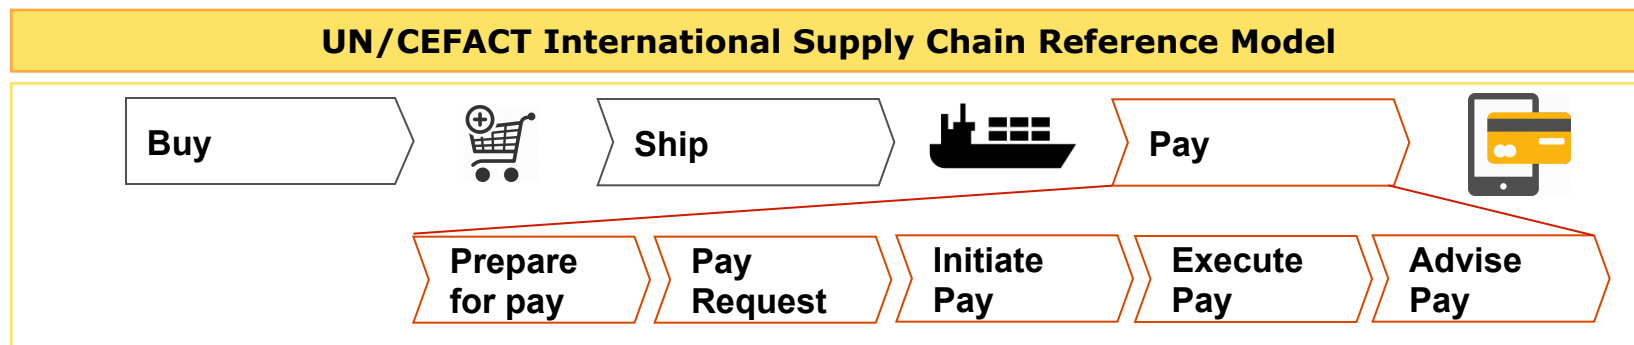 UN/CEFACT International Supply Chain Reference Model
Buy
Ship
Pay
Prepare
for pay
Pay
Request
Initiate
Pay
Execute
Pay
Advise
Pay